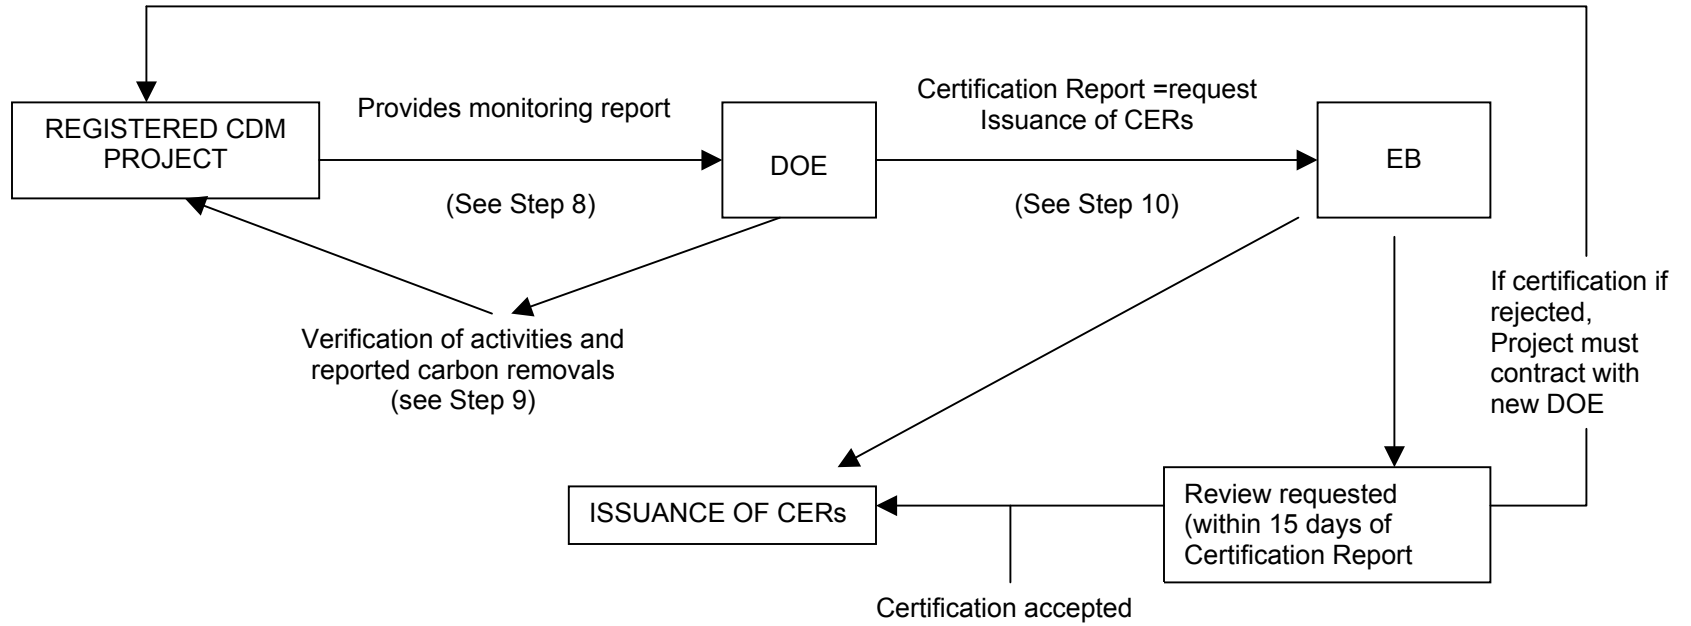 REGISTERED CDM
PROJECT
Provides monitoring report
(See Step 8)
DOE
Certification Report =request
Issuance of CERs
(See Step 10)
EB
Verification of activities and
reported carbon removals
(see Step 9)
If certification if
rejected,
Project must
contract with
new DOE
ISSUANCE OF CERs
Review requested
(within 15 days of
Certification Report
Certification accepted